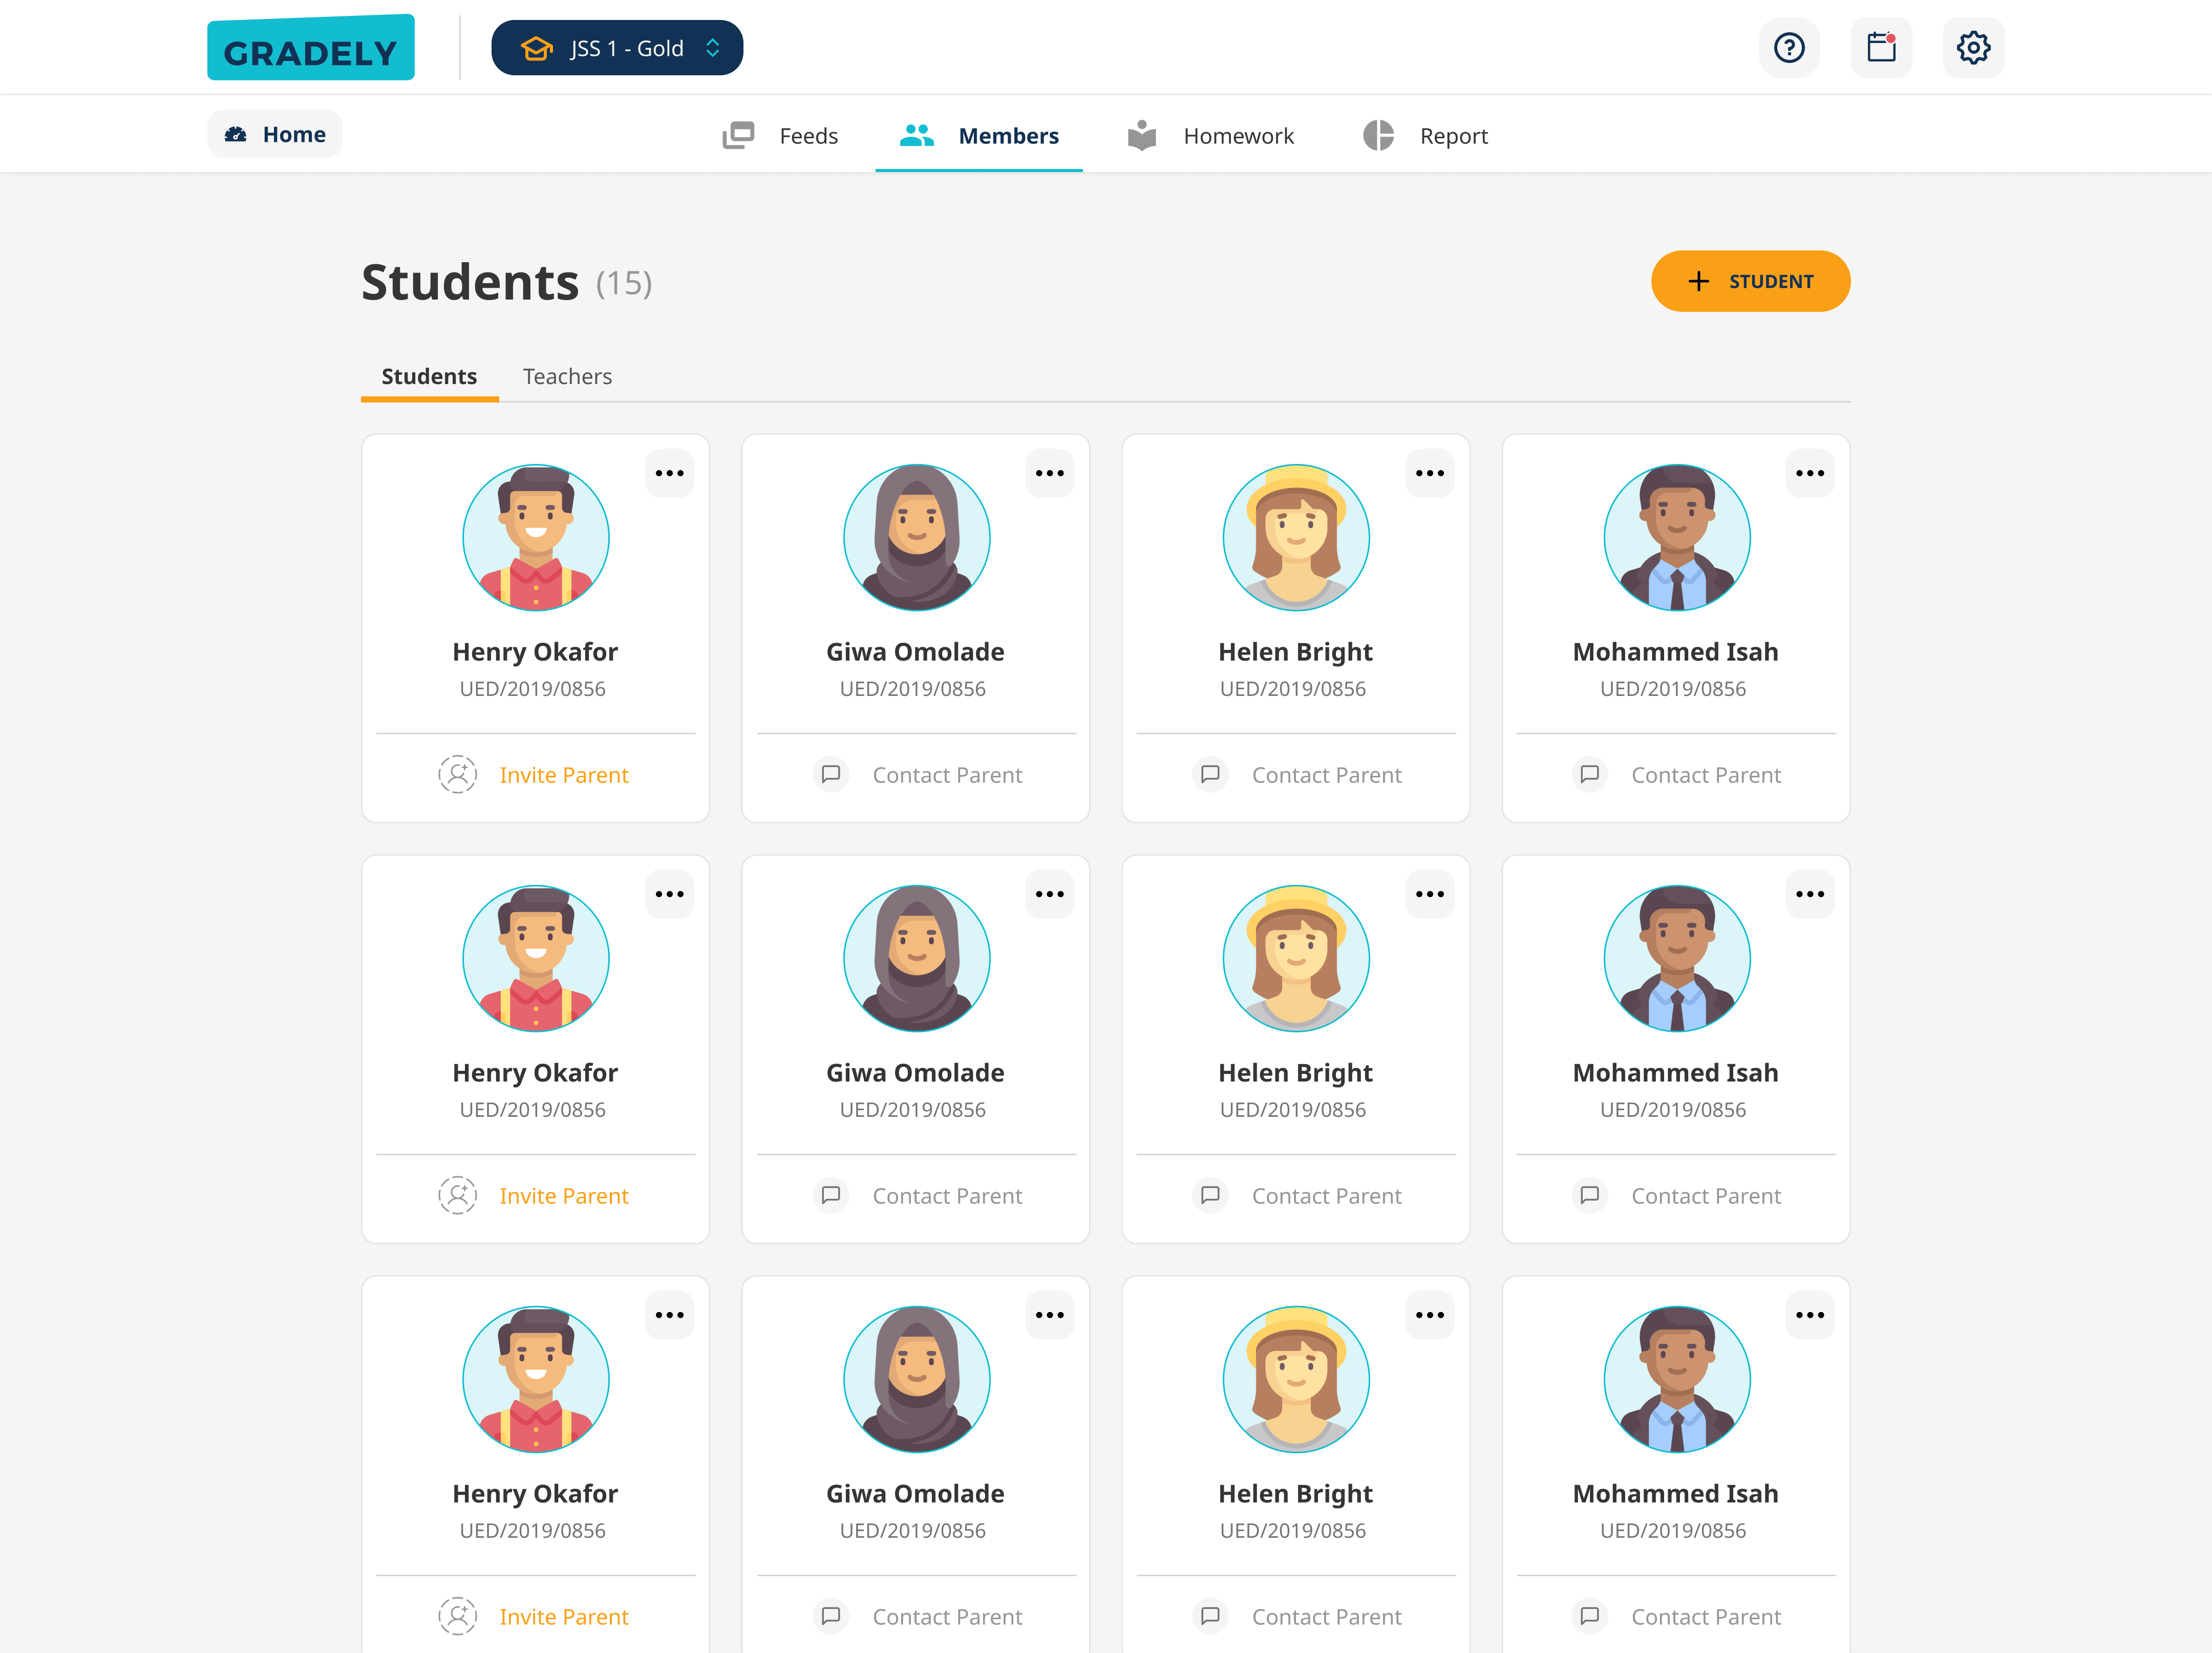 GRADELY
JSS 1 - Gold
Home
Feeds
Members
Homework
Report
Students (15)
STUDENT
Students
Teachers
Henry Okafor
UED/2019/0856
Invite Parent
Giwa Omolade
UED/2019/0856
Contact Parent
Helen Bright
UED/2019/0856
Contact Parent
Mohammed Isah
UED/2019/0856
Contact Parent
Henry Okafor
UED/2019/0856
Invite Parent
Giwa Omolade
UED/2019/0856
Contact Parent
Helen Bright
UED/2019/0856
Contact Parent
Mohammed Isah
UED/2019/0856
Contact Parent
Henry Okafor
UED/2019/0856
Invite Parent
Giwa Omolade
UED/2019/0856
Contact Parent
Helen Bright
UED/2019/0856
Contact Parent
Mohammed Isah
UED/2019/0856
Contact Parent